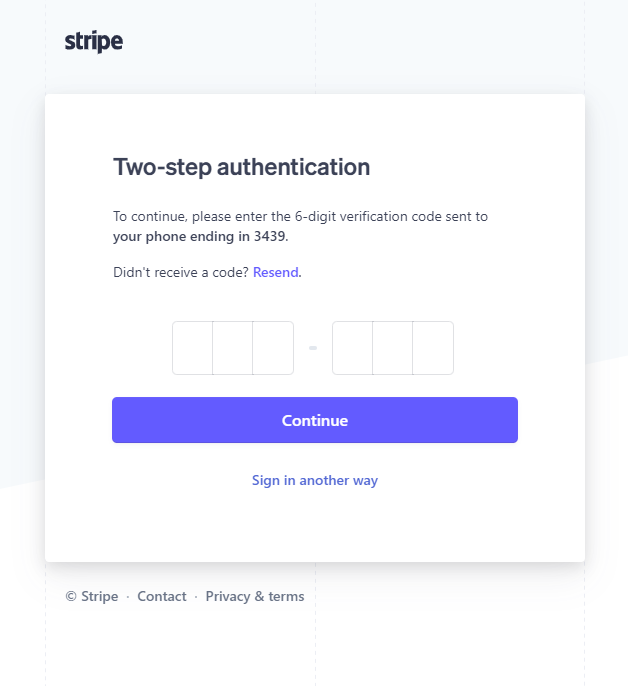 stripe
Two-step authentication
To continue, please enter the 6-digit verification code sent to
your phone ending in 3439.
Didn't receive a code? Resend.
-
Continue
Sign in another way
© Stripe · Contact · Privacy & terms